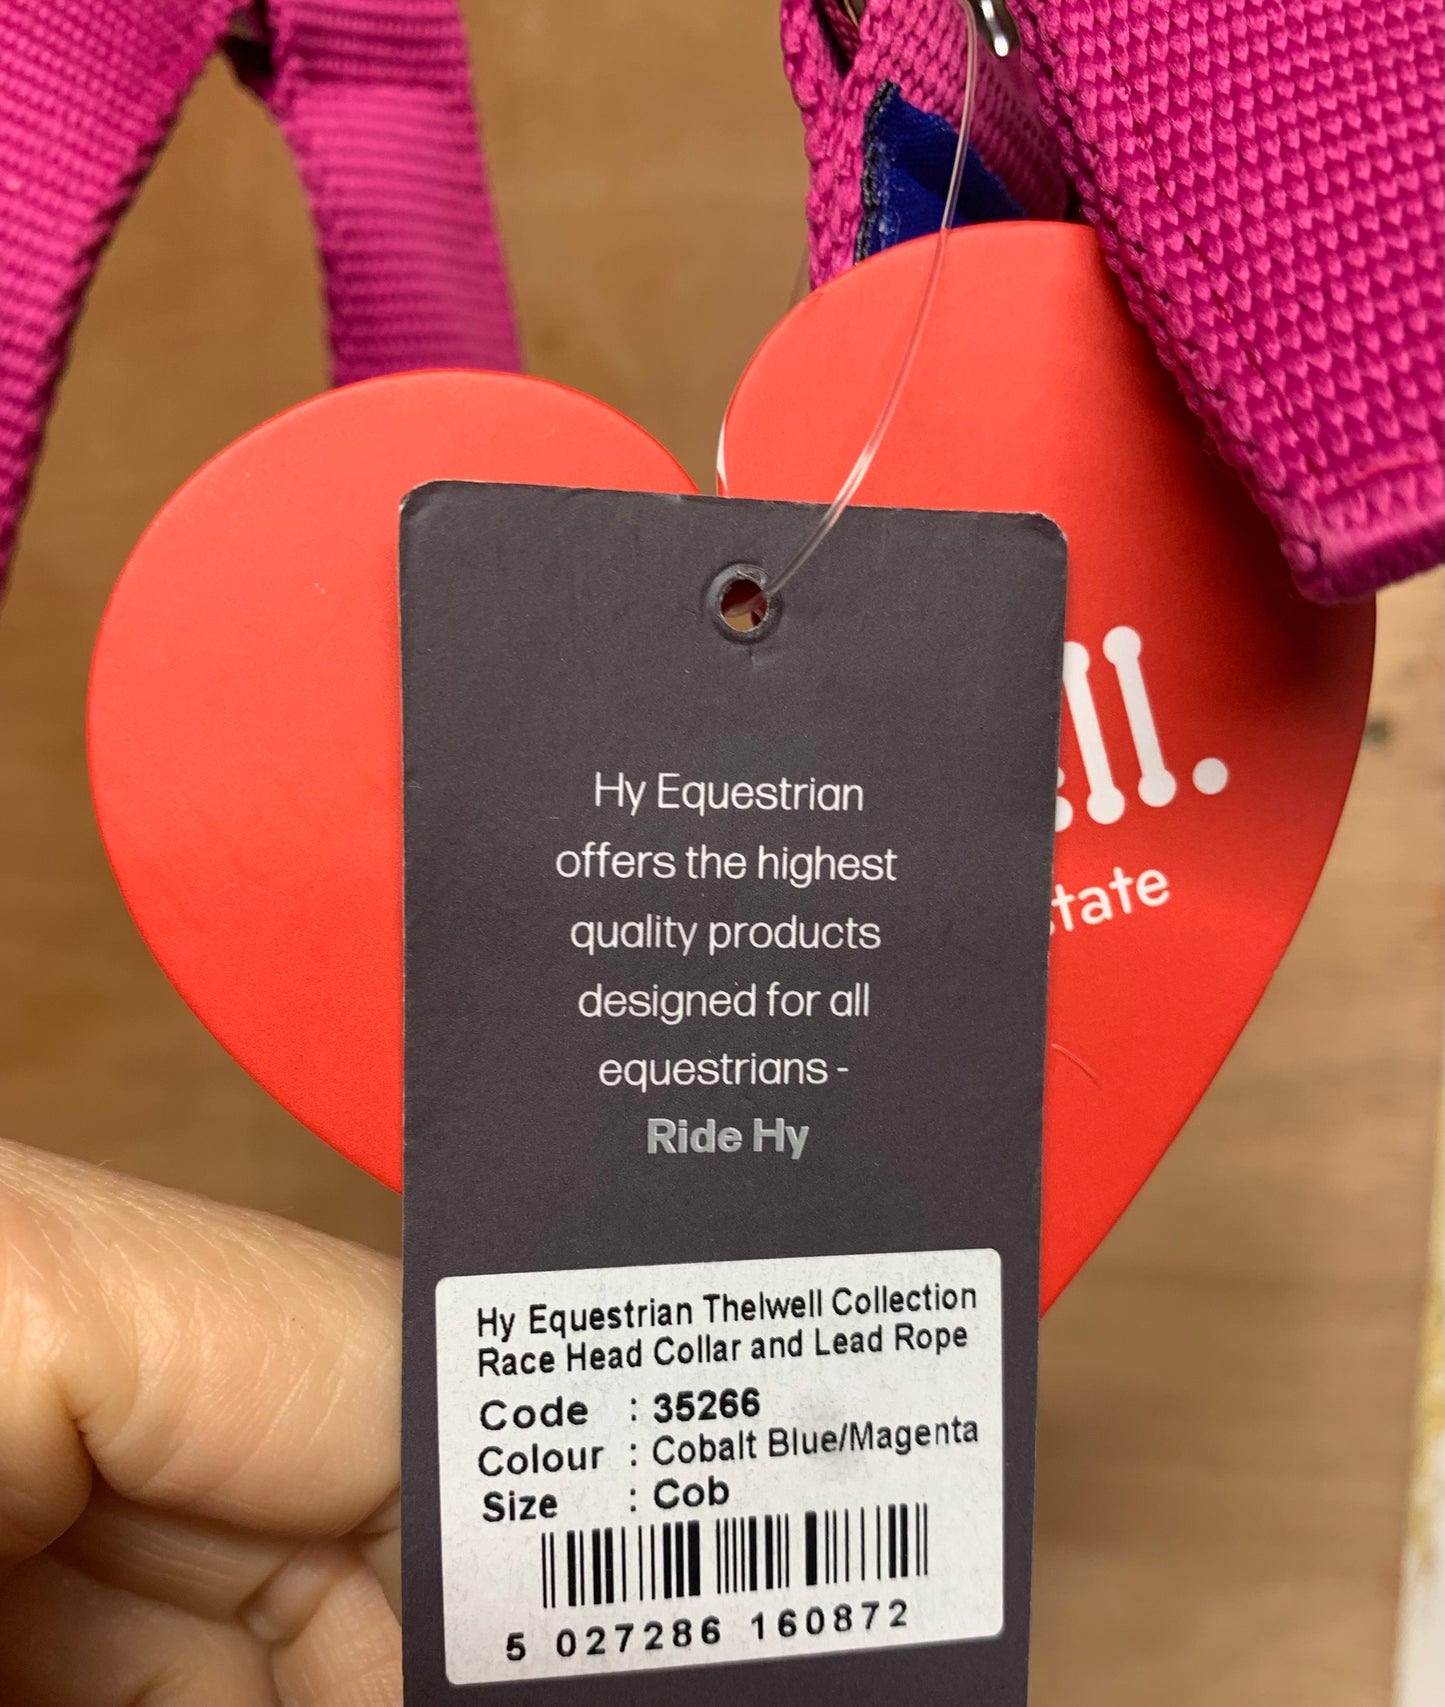 Hy Equestrian
offers the highest
quality products
designed for all
equestrians -
Ride Hy
Hy Equestrian Thelwell Collection
Race Head Collar and Lead Rope
Code : 35266
Colour : Cobalt Blue/Magenta
Size : Cob
5 027286 160872